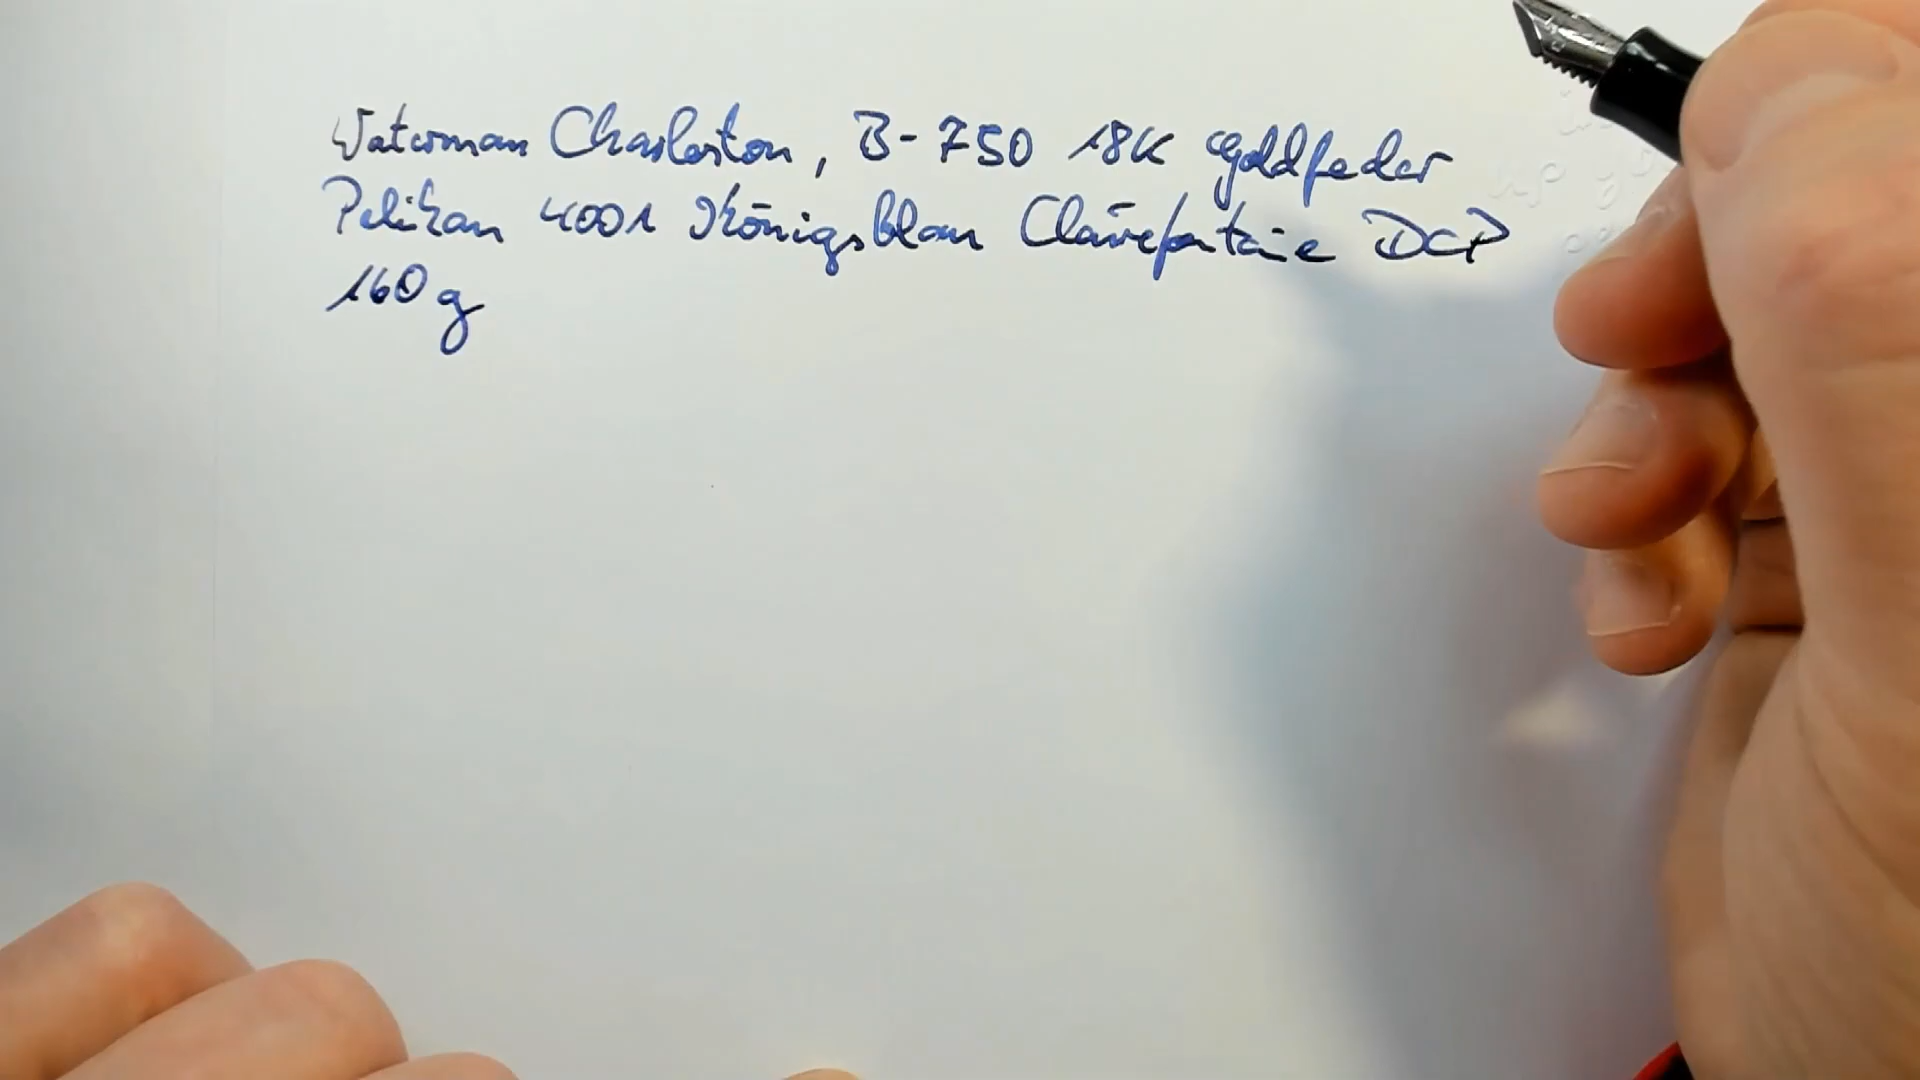 Waterman Charleston, B-750 18K Goldfeder
Pelikan 4001 Königsblau Clairefontaine DCP
160 g